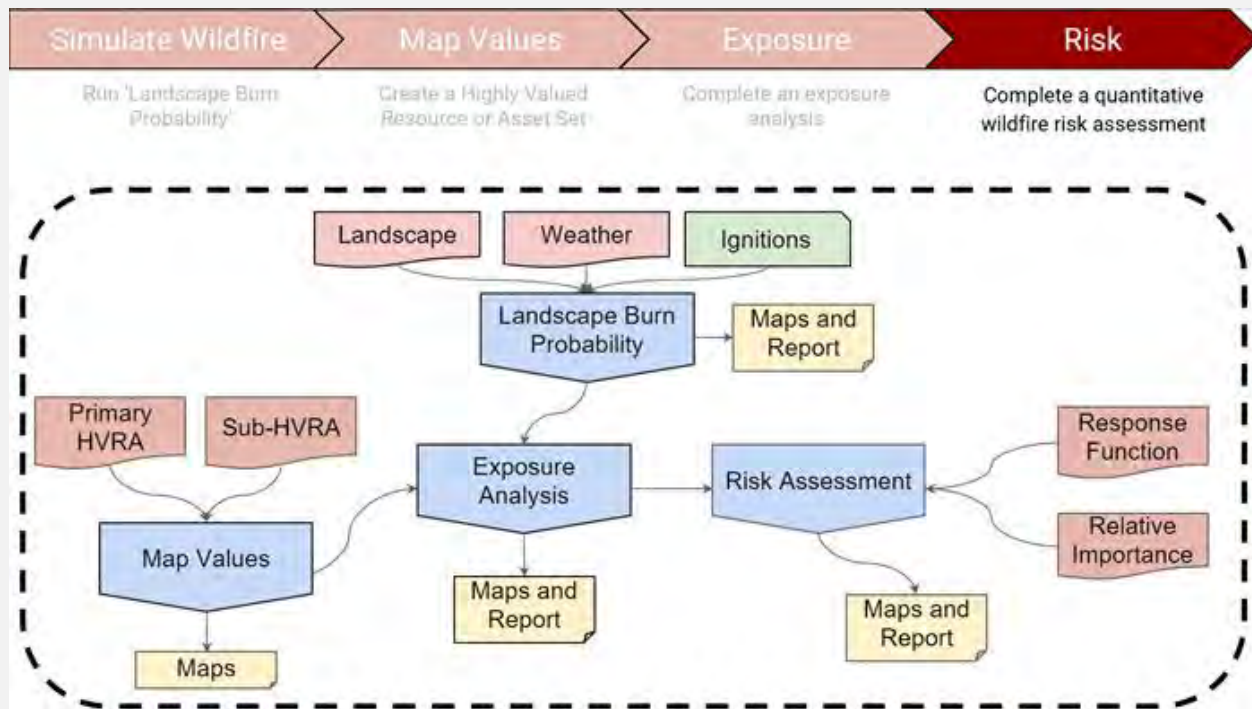 Simulate Wildfire
Map Values
Exposure
Risk
Run 'Landscape Burn
Probability'
Create a Highly Valued
Resource or Asset Set
Complete an exposure
analysis
Complete a quantitative
wildfire risk assessment
Landscape
Weather
Ignitions
Landscape Burn
Probability
Maps and
Report
Primary
HVRA
Sub-HVRA
Exposure
Analysis
Risk Assessment
Response
Function
Map Values
Relative
Importance
Maps and
Report
Maps and
Report
Maps